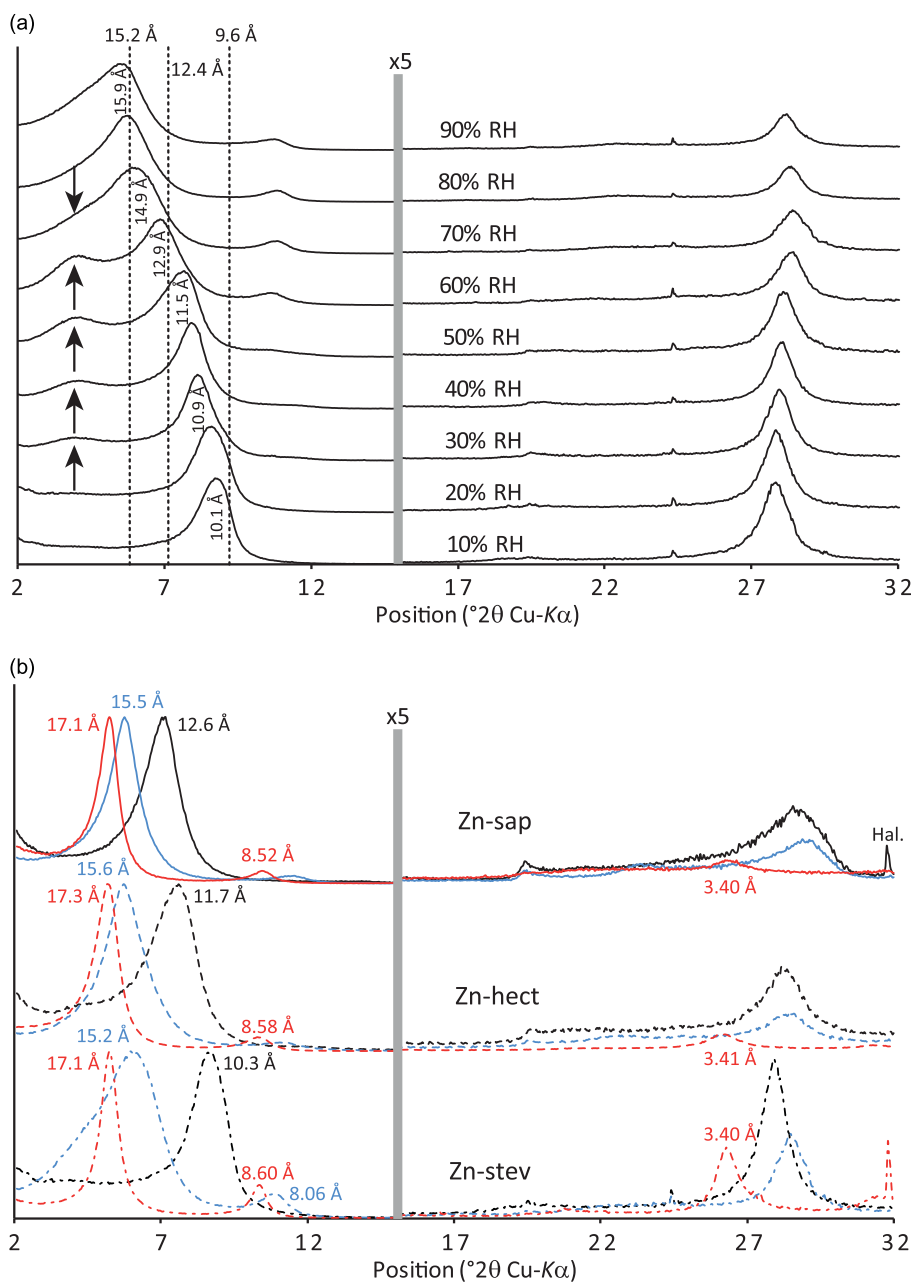 (a)
15.2 Å
9.6 Å
12.4 Å
x5
15.9 Å
90% RH
80% RH
14.9 Å
70% RH
12.9 Å
60% RH
11.5 Å
50% RH
40% RH
10.9 Å
30% RH
20% RH
10.1 Å
10% RH
2 7 12 17 22 27 32
Position (°2θ Cu-Kα)
(b)
15.5 Å
x5
17.1 Å
12.6 Å
Zn-sap
Hal.
8.52 Å
3.40 Å
15.6 Å
17.3 Å
11.7 Å
Zn-hect
8.58 Å
15.2 Å
17.1 Å
10.3 Å
3.41 Å
3.40 Å
Zn-stev
8.60 Å
8.06 Å
2 7 12 17 22 27 32
Position (°2θ Cu-Kα)